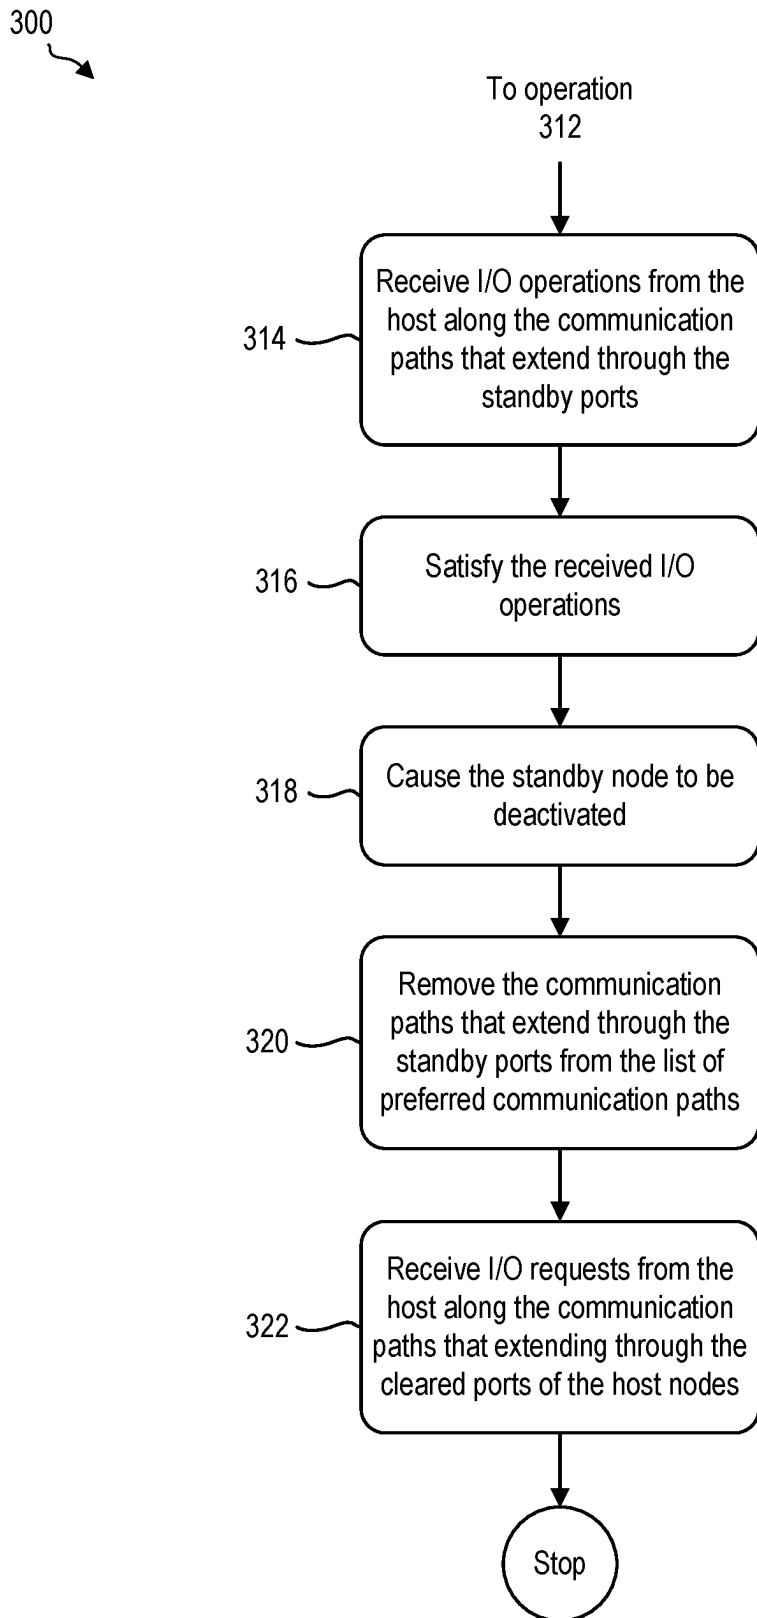 300
To operation
312
314
Receive I/O operations from the
host along the communication
paths that extend through the
standby ports
316
Satisfy the received I/O
operations
318
Cause the standby node to be
deactivated
320
Remove the communication
paths that extend through the
standby ports from the list of
preferred communication paths
322
Receive I/O requests from the
host along the communication
paths that extending through the
cleared ports of the host nodes
Stop